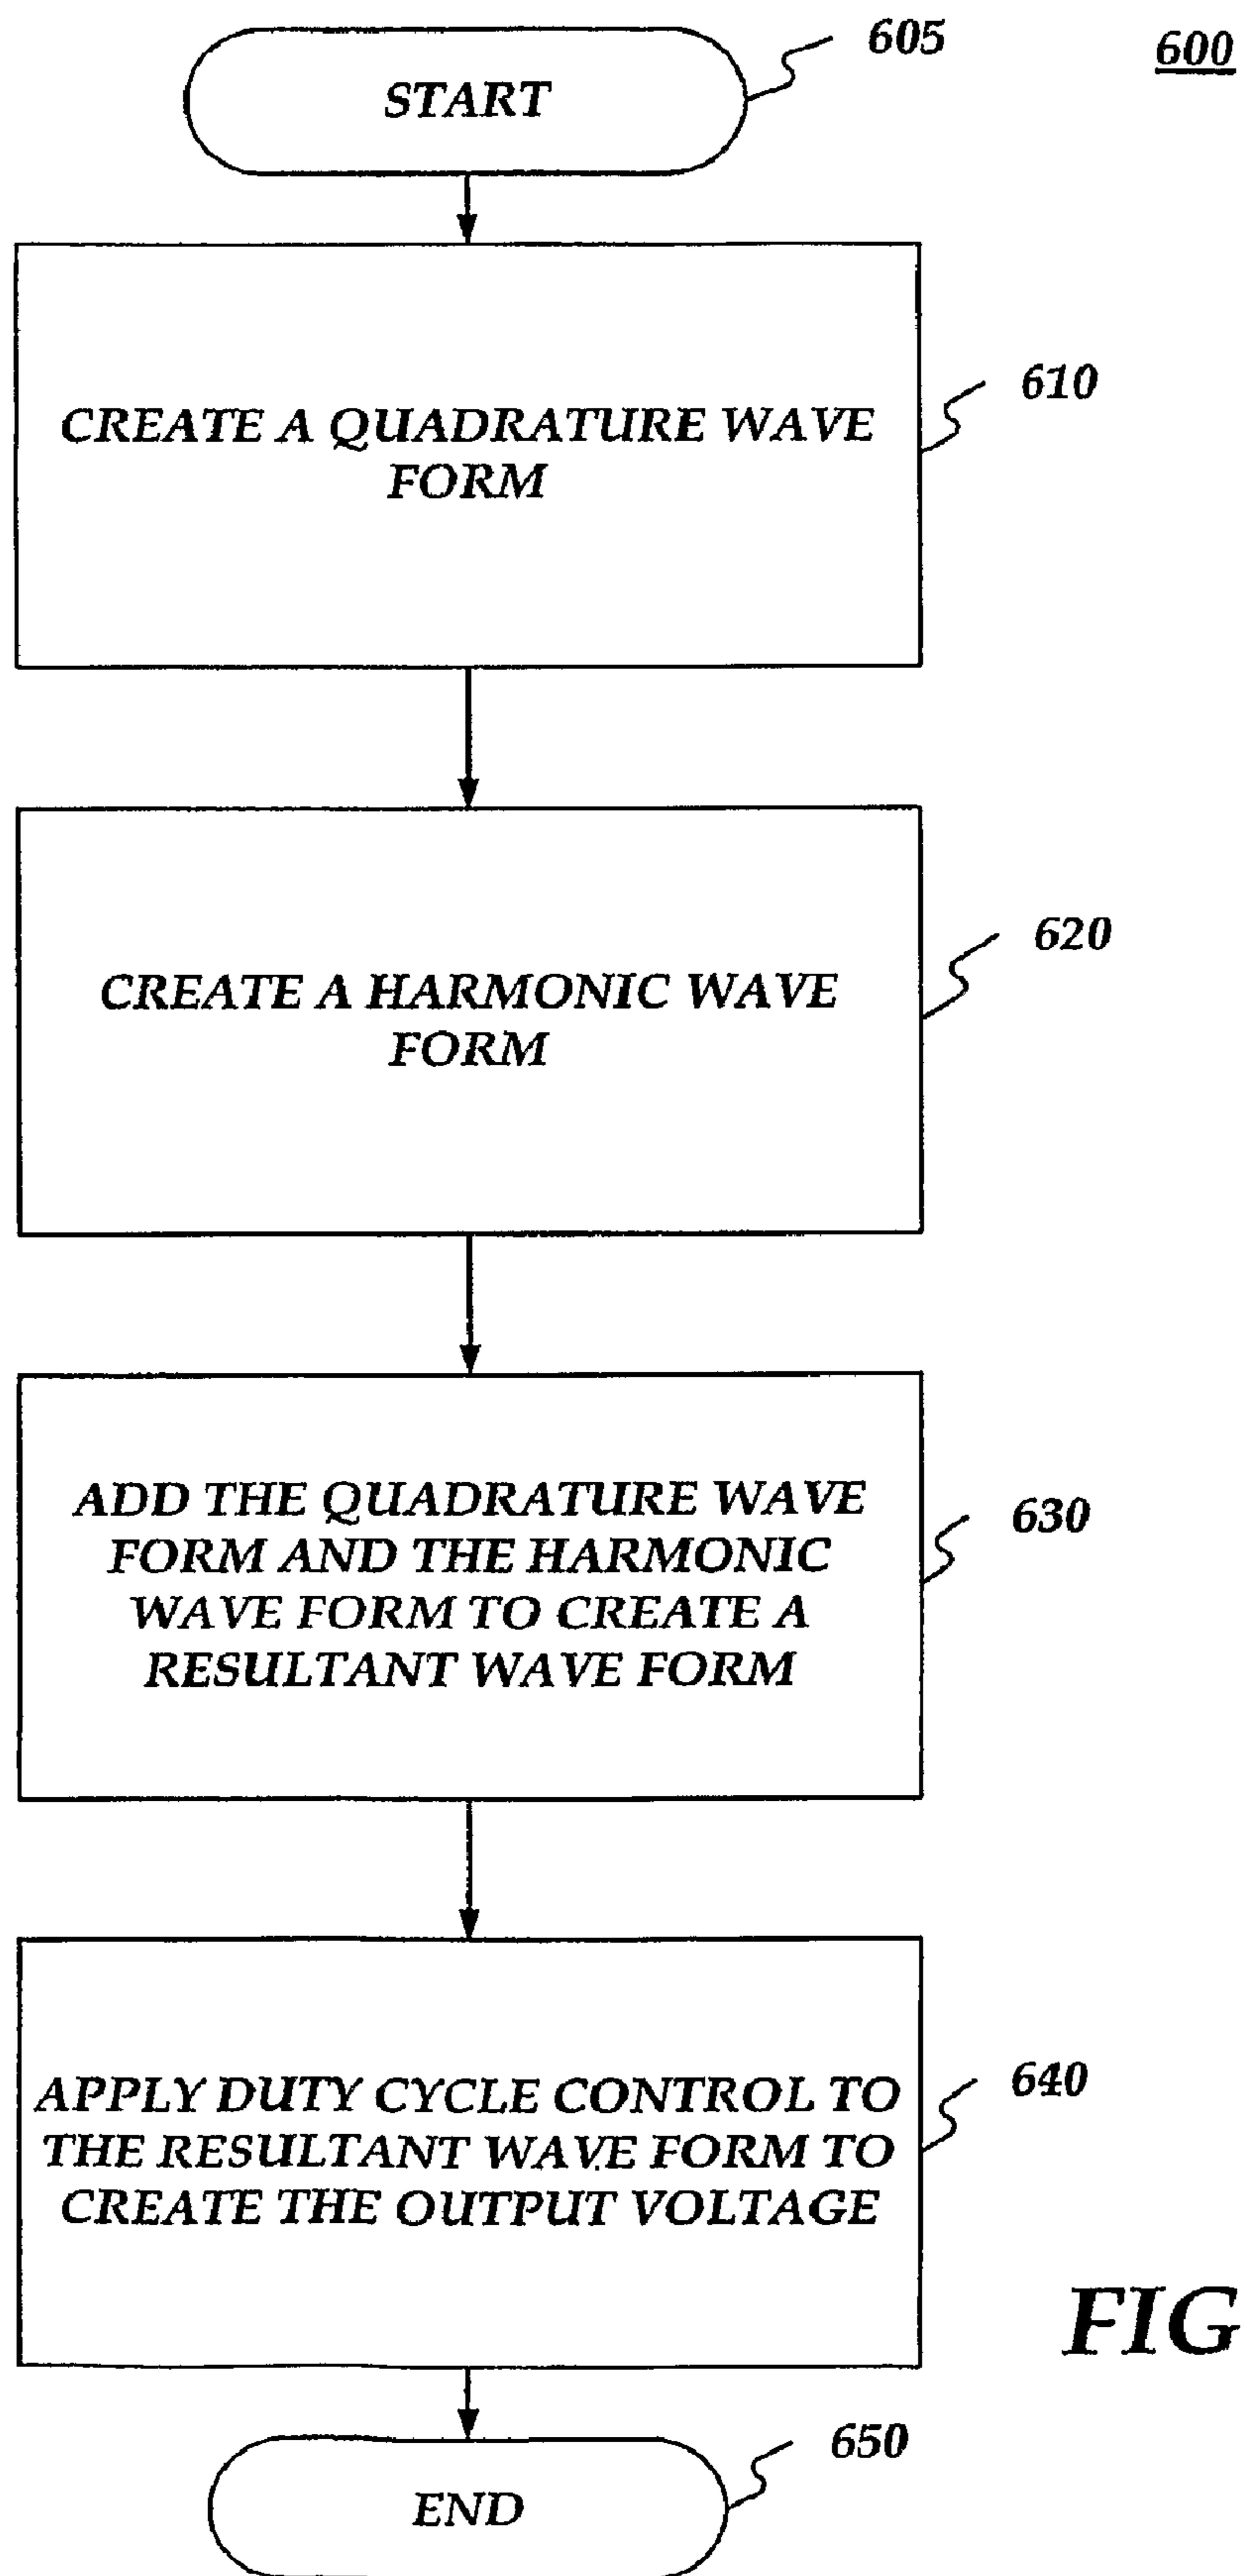 605
600
START
610
CREATE A QUADRATURE WAVE
FORM
620
CREATE A HARMONIC WAVE
FORM
630
ADD THE QUADRATURE WAVE
FORM AND THE HARMONIC
WAVE FORM TO CREATE A
RESULTANT WAVE FORM
640
APPLY DUTY CYCLE CONTROL TO
THE RESULTANT WAVE FORM TO
CREATE THE OUTPUT VOLTAGE
FIG
650
END